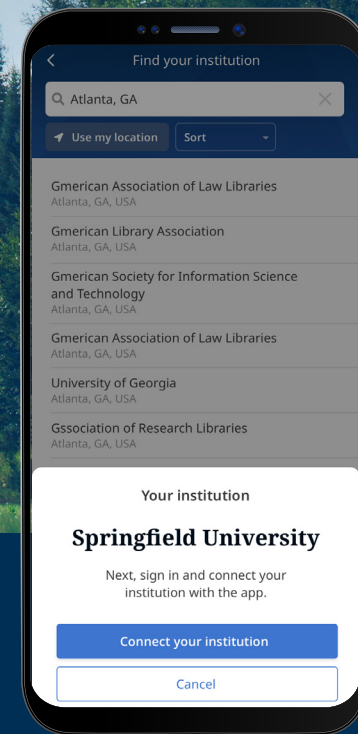 Find your institution
Atlanta, GA
Use my location
Sort
Gmerican Association of Law Libraries
Atlanta, GA, USA
Gmerican Library Association
Atlanta, GA, USA
Gmerican Society for Information Science
and Technology
Atlanta, GA, USA
Gmerican Association of Law Libraries
Atlanta, GA, USA
University of Georgia
Atlanta, GA, USA
Gssociation of Research Libraries
Atlanta, GA, USA
Your institution
Springfield University
Next, sign in and connect your
institution with the app.
Connect your institution
Cancel